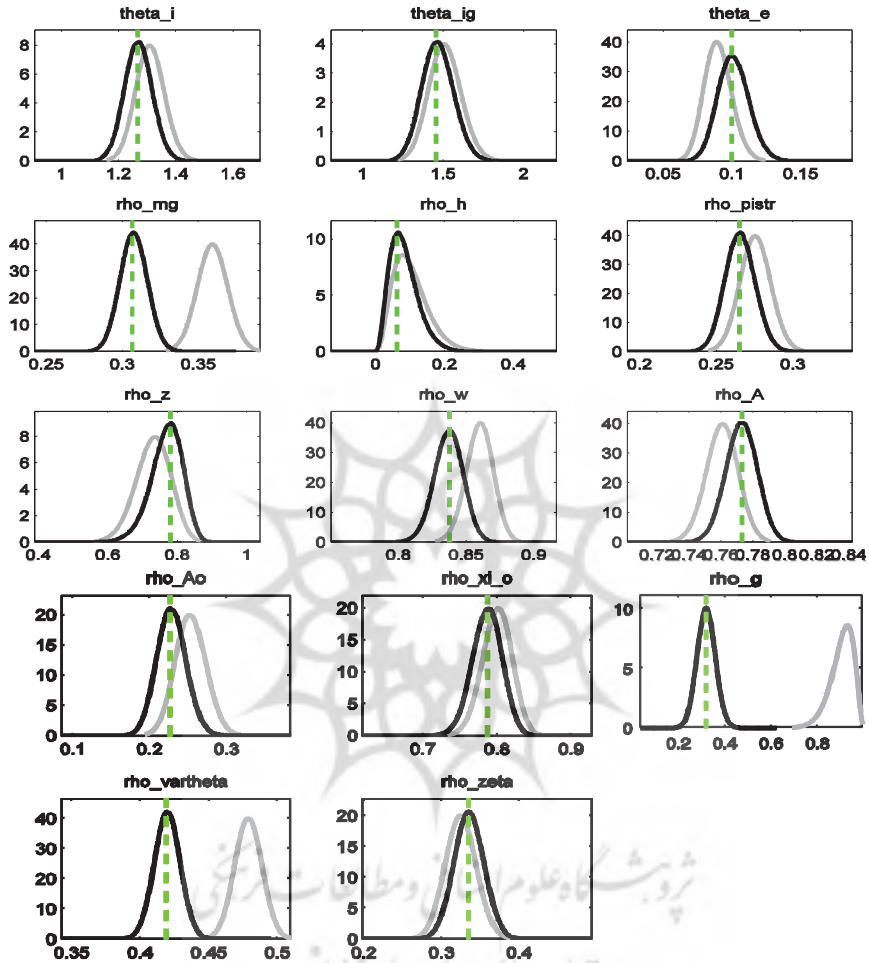 theta_i theta_ig theta_e
8 6 4 2 0 4 3 2 1 0 40 30 20 10 0
1 1.2 1.4 1.6 1 1.5 2 0.05 0.1 0.15
rho_mg rho_h rho_pistr
40 30 20 10 0 10 5 0 40 30 20 10 0
0.25 0.3 0.35 0 0.2 0.4 0.2 0.25 0.3
rho_z rho_w rho_A
8 6 4 2 0 40 30 20 10 0 40 30 20 10 0
0.4 0.6 0.8 1 0.8 0.85 0.9 0.72 0.74 0.76 0.78 0.8 0.82 0.84
rho_Ao rho_xi_o rho_g
20 15 10 5 0 20 15 10 5 0 10 5 0
0.1 0.2 0.3 0.7 0.8 0.9 0.2 0.4 0.6 0.8
rho_vartheta rho_zeta
40 30 20 10 0 20 15 10 5 0
0.35 0.4 0.45 0.5 0.2 0.3 0.4
پژوهشگاه علوم انسانی و مطالعات فرهنگی